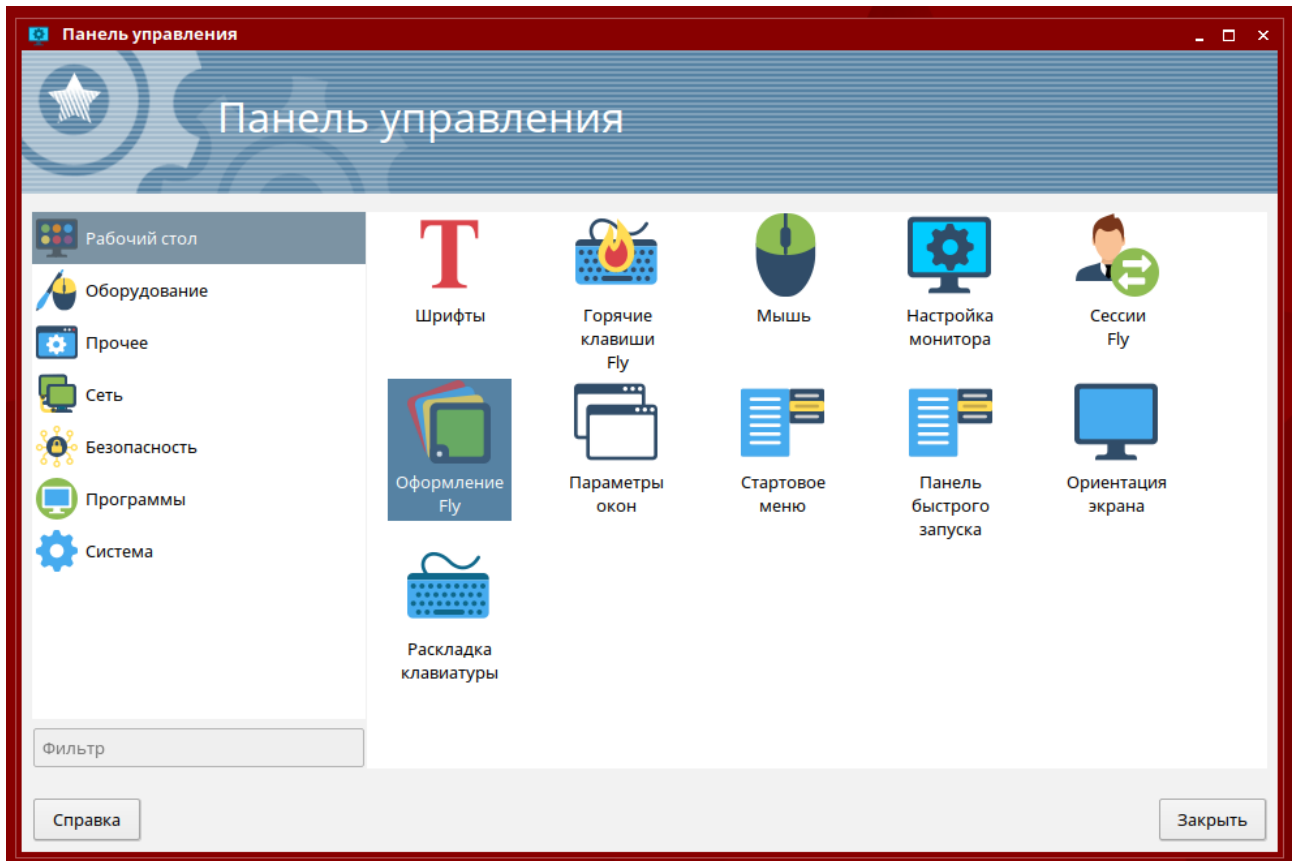 Панель управления
Панель управления
Рабочий стол
Оборудование
Прочее
Сеть
Безопасность
Программы
Система
Фильтр
Шрифты
Горячие
клавиши
Fly
Мышь
Настройка
монитора
Сессии
Fly
Оформление
Fly
Параметры
окон
Стартовое
меню
Панель
быстрого
запуска
Ориентация
экрана
Раскладка
клавиатуры
Справка
Закрыть